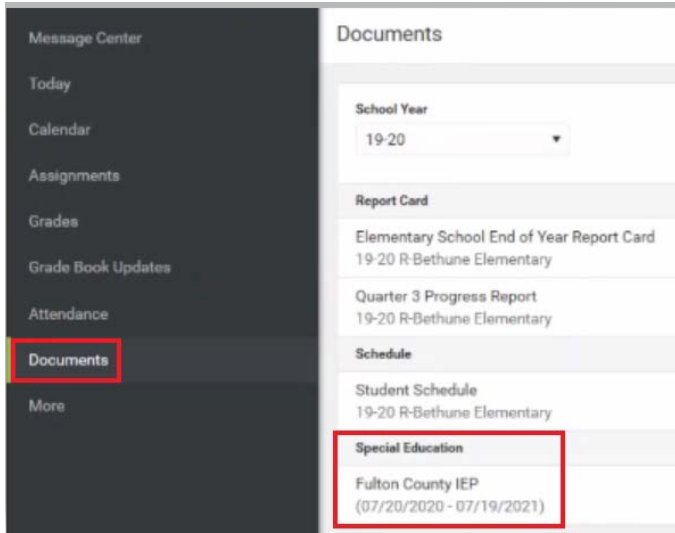 Message Center
Today
Calendar
Assignments
Grades
Grade Book Updates
Attendance
Documents
More
Documents
School Year
19-20
Report Card
Elementary School End of Year Report Card
19-20 R-Bethune Elementary
Quarter 3 Progress Report
19-20 R-Bethune Elementary
Schedule
Student Schedule
19-20 R-Bethune Elementary
Special Education
Fulton County IEP
(07/20/2020 - 07/19/2021)